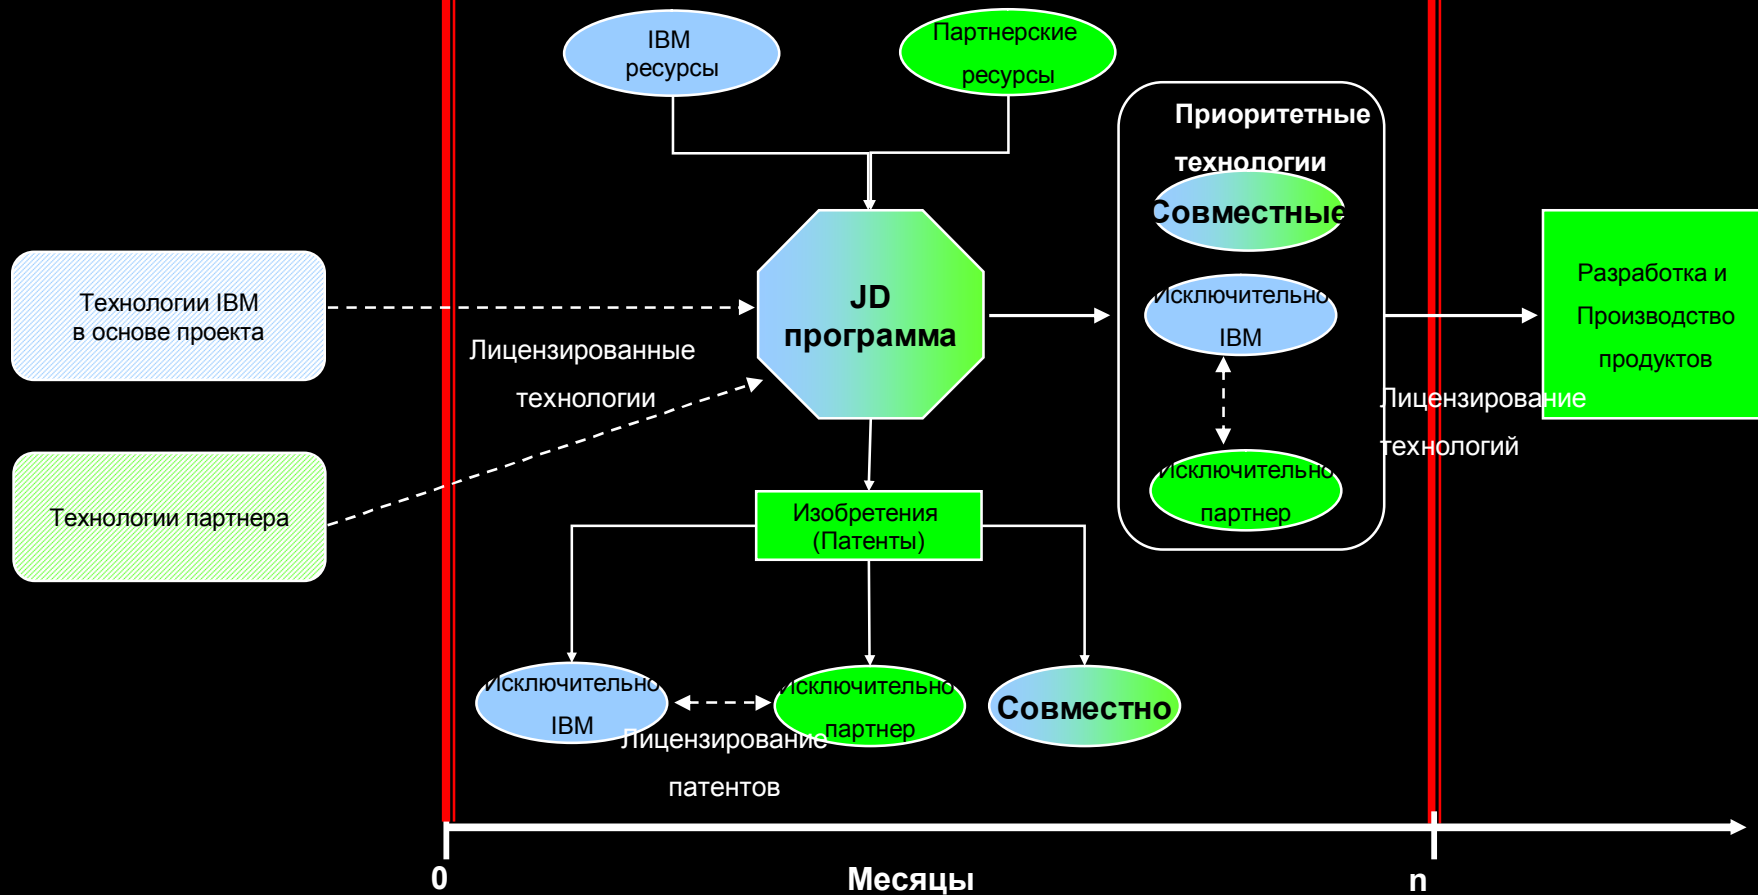 IBM
ресурсы
Партнерские
ресурсы
Приоритетные
технологии
Совместные
Исключительно
IBM
Исключительно
партнер
Технологии IBM
в основе проекта
Технологии партнера
Лицензированные
технологии
JD
программа
Лицензирование
технологий
Разработка и
Производство
продуктов
Изобретения
(Патенты)
Исключительно
IBM
Исключительно
партнер
Совместно
Лицензирование
патентов
0
Месяцы
n